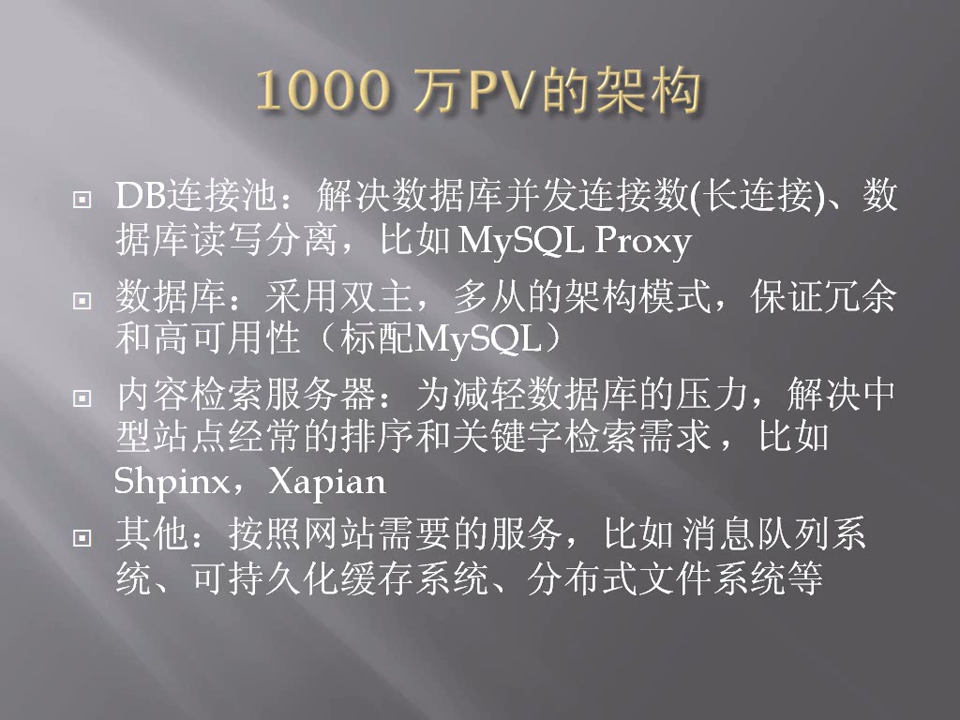 1000 万PV的架构
DB连接池：解决数据库并发连接数(长连接)、数
据库读写分离，比如 MySQL Proxy
数据库：采用双主，多从的架构模式，保证冗余
和高可用性（标配MySQL）
内容检索服务器：为减轻数据库的压力，解决中
型站点经常的排序和关键字检索需求 ，比如
Shpinx，Xapian
其他：按照网站需要的服务，比如 消息队列系
统、可持久化缓存系统、分布式文件系统等